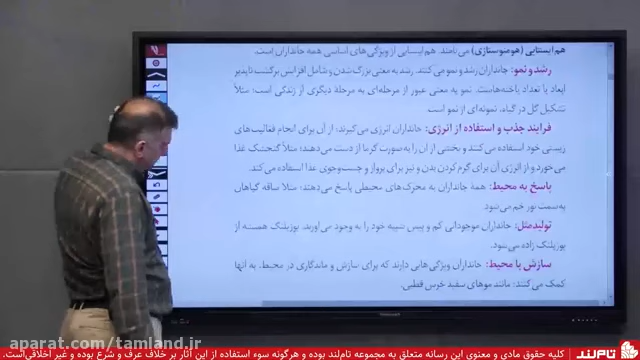 هم ایستایی (هومئوستازی) می‌نامند. هم ایستایی از ویژگی های اساسی همه جانداران است.
رشد و نمو: جانداران رشد و نمو می کنند. رشد به معنی بزرگ شدن و شامل افزایش برگشت ناپذیر
ابعاد یا تعداد یاخته‌هاست. نمو به معنی عبور از مرحله‌ای به مرحلۀ دیگری از زندگی است؛ مثلاً
تشکیل گل در گیاه، نمونه‌ای از نمو است
فرایند جذب و استفاده از انرژی: جانداران انرژی می‌گیرند؛ از آن برای انجام فعالیت‌های
زیستی خود استفاده می کنند و بخشی از آن را به‌صورت گرما از دست می‌دهند؛ مثلاً گنجشک غذا
می‌خورد و از انرژی آن برای گرم کردن بدن و نیز برای پرواز و جست‌وجوی غذا استفاده می‌کند.
پاسخ به محیط: همۀ جانداران به محرک‌های محیطی پاسخ می‌دهند؛ مثلاً ساقه گیاهان
به‌سمت نور خم می‌شود.
تولیدمثل: جانداران موجوداتی کم و بیش شبیه خود را به وجود می‌آورند. یوزپلنگ همیشه از
یوزپلنگ زاده می‌شود.
سازش با محیط: جانداران ویژگی‌هایی دارند که برای سازش و ماندگاری در محیط، به آنها
کمک می‌کنند؛ مانند موهای سفید خرس قطبی.
aparat.com/tamland.ir
کلیه حقوق مادی و معنوی این رسانه متعلق به مجموعه تام‌لند بوده و هرگونه سوء استفاده از این آثار بر خلاف عرف و شرع بوده و غیر اخلاقی‌است.
تام‌لند